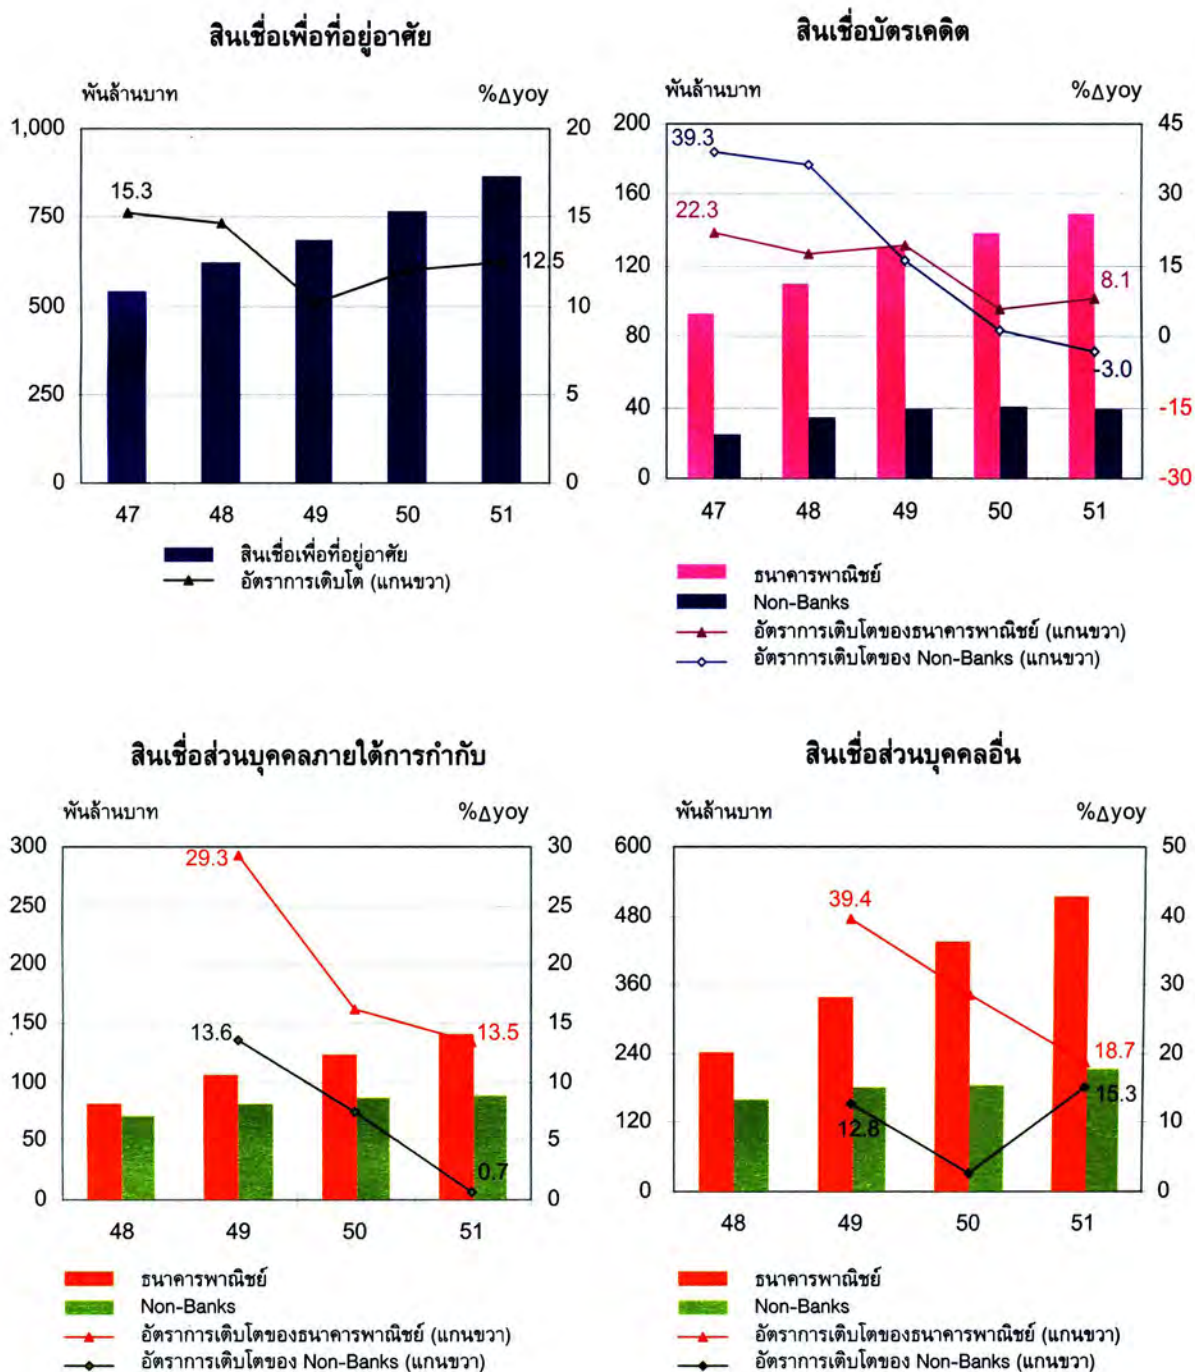 สินเชื่อเพื่อที่อยู่อาศัย
พันล้านบาท %Δyoy
1,000 20
15.3
750 15
12.5
500 10
250 5
0 0
47 48 49 50 51
สินเชื่อเพื่อที่อยู่อาศัย
อัตราการเติบโต (แกนขวา)
สินเชื่อบัตรเคดิต
พันล้านบาท %Δyoy
200 45
39.3
160 30
22.3
120 15
8.1
80 0
-3.0
40 -15
0 -30
47 48 49 50 51
ธนาคารพาณิชย์
Non-Banks
อัตราการเติบโตของธนาคารพาณิชย์ (แกนขวา)
อัตราการเติบโตของ Non-Banks (แกนขวา)
สินเชื่อส่วนบุคคลภายใต้การกำกับ
พันล้านบาท %Δyoy
300 30
29.3
250 25
200 20
150 15
13.6 13.5
100 10
50 5
0.7
0 0
48 49 50 51
ธนาคารพาณิชย์
Non-Banks
อัตราการเติบโตของธนาคารพาณิชย์ (แกนขวา)
อัตราการเติบโตของ Non-Banks (แกนขวา)
สินเชื่อส่วนบุคคลอื่น
พันล้านบาท %Δyoy
600 50
39.4
480 40
360 30
240 20
18.7
15.3
12.8
120 10
0 0
48 49 50 51
ธนาคารพาณิชย์
Non-Banks
อัตราการเติบโตของธนาคารพาณิชย์ (แกนขวา)
อัตราการเติบโตของ Non-Banks (แกนขวา)